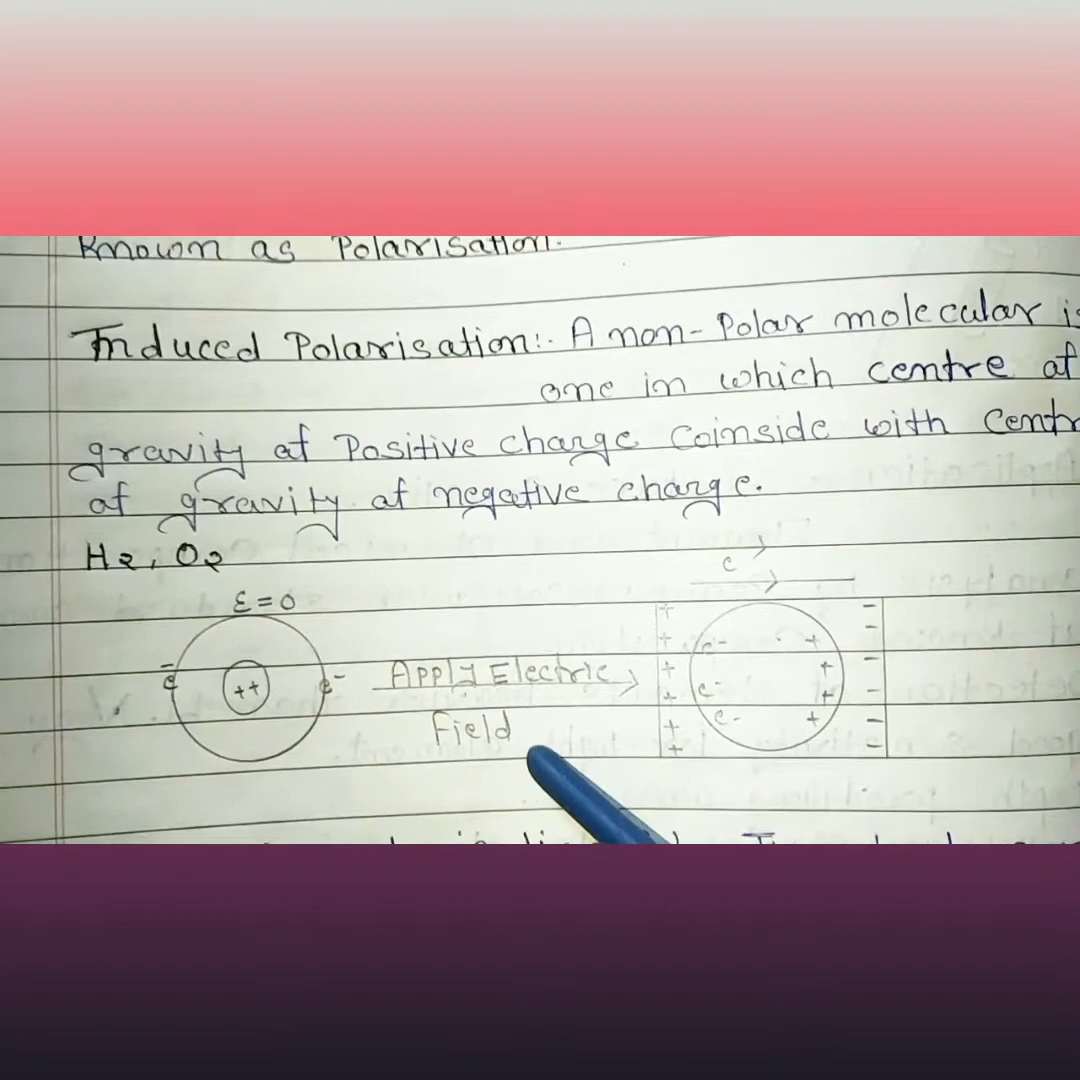 Known as Polarisation.
Induced Polarisation:- A non-Polar molecular is
one in which centre of
gravity of Positive charge coinside with Centr
of gravity of negative charge.
H2, O2
ε=0
e
e- ++ e- Apply Electric Field
+ + + + + +
e- e- e-
+ + + +
- - - - - -